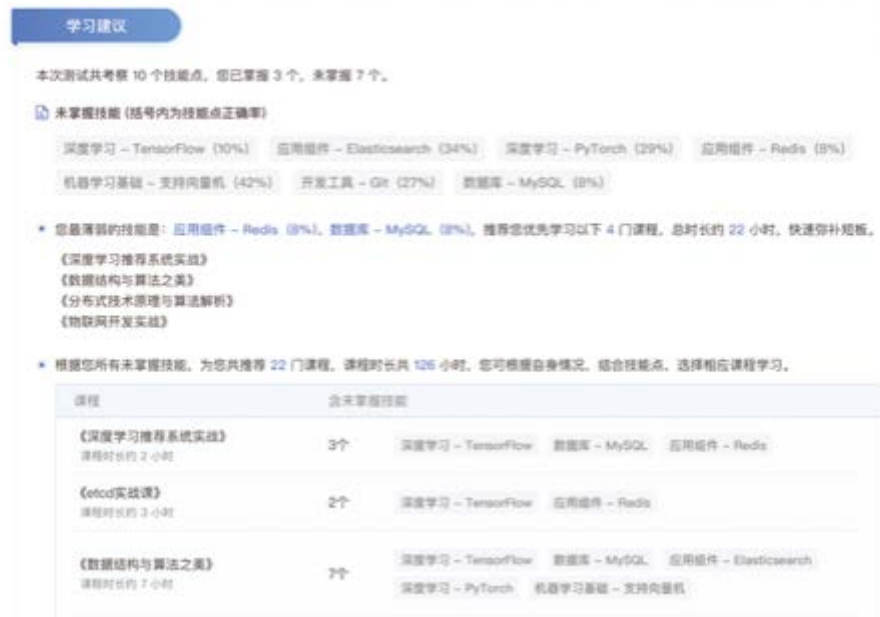 学习建议
本次测试共考察 10 个技能点，您已掌握 3 个，未掌握 7 个。
未掌握技能 (括号内为技能点正确率)
深度学习 – TensorFlow (10%) 应用组件 – Elasticsearch (34%) 深度学习 – PyTorch (29%) 应用组件 – Redis (8%)
机器学习基础 – 支持向量机 (42%) 开发工具 – Git (27%) 数据库 – MySQL (8%)
• 您最薄弱的技能是：应用组件 – Redis (8%)、数据库 – MySQL (8%)，推荐您优先学习以下 4 门课程，总时长约 22 小时，快速弥补短板。
《深度学习推荐系统实战》
《数据结构与算法之美》
《分布式技术原理与算法解析》
《物联网开发实战》
• 根据您所有未掌握技能，为您共推荐 22 门课程，课程时长共 126 小时，您可根据自身情况，结合技能点，选择相应课程学习。
课程 含未掌握技能
《深度学习推荐系统实战》
课程时长约 2 小时
3个 深度学习 – TensorFlow 数据库 – MySQL 应用组件 – Redis
《etcd实战课》
课程时长约 3 小时
2个 深度学习 – TensorFlow 应用组件 – Redis
《数据结构与算法之美》
课程时长约 7 小时
7个 深度学习 – TensorFlow 数据库 – MySQL 应用组件 – Elasticsearch
深度学习 – PyTorch 机器学习基础 – 支持向量机